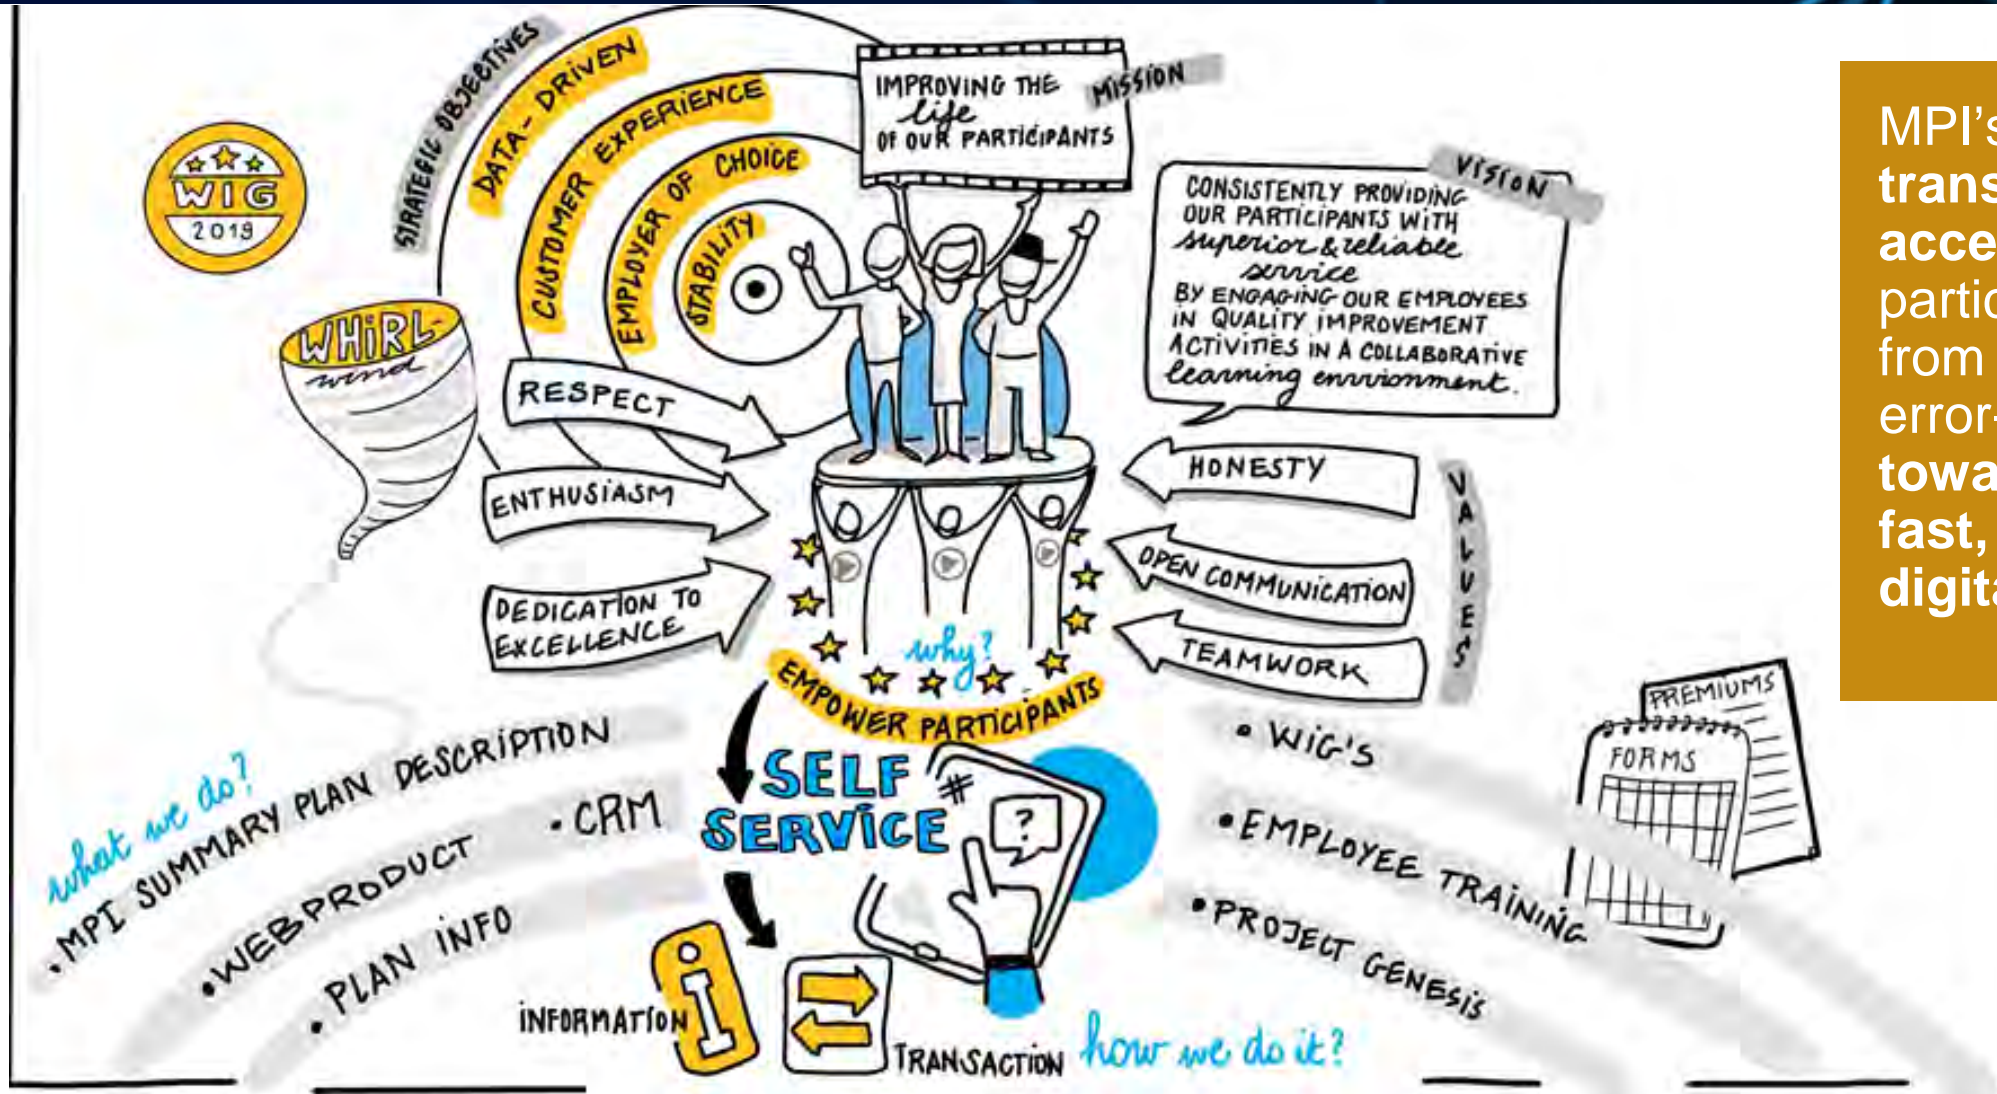 STRATEGIC OBJECTIVES
DATA-DRIVEN
CUSTOMER EXPERIENCE
EMPLOYER OF CHOICE
STABILITY
WIG
2019
WHIRL-
wind
IMPROVING THE
life
OF OUR PARTICIPANTS
MISSION
VISION
CONSISTENTLY PROVIDING
OUR PARTICIPANTS WITH
superior & reliable
service
BY ENGAGING OUR EMPLOYEES
IN QUALITY IMPROVEMENT
ACTIVITIES IN A COLLABORATIVE
learning environment.
RESPECT
ENTHUSIASM
DEDICATION TO
EXCELLENCE
HONESTY
OPEN COMMUNICATION
TEAMWORK
VALUES
why?
EMPOWER PARTICIPANTS
SELF
SERVICE
#
?
what we do?
• MPI SUMMARY PLAN DESCRIPTION
• WEBPRODUCT
• CRM
• PLAN INFO
INFORMATION
i
TRANSACTION
how we do it?
• WIG'S
• EMPLOYEE TRAINING
• PROJECT GENESIS
PREMIUMS
FORMS
MPI's
from
fast,